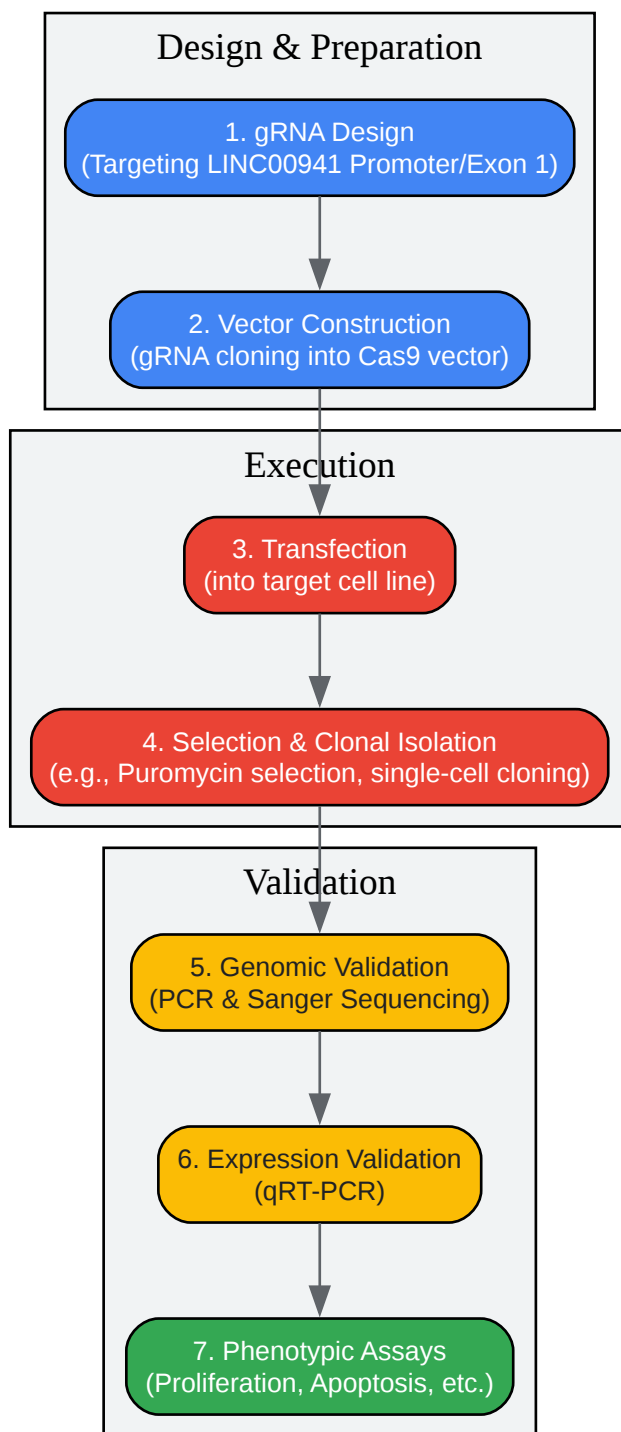 Design & Preparation
1. gRNA Design
(Targeting LINC00941 Promoter/Exon 1)
2. Vector Construction
(gRNA cloning into Cas9 vector)
Execution
3. Transfection
(into target cell line)
4. Selection & Clonal Isolation
(e.g., Puromycin selection, single-cell cloning)
Validation
5. Genomic Validation
(PCR & Sanger Sequencing)
6. Expression Validation
(qRT-PCR)
7. Phenotypic Assays
(Proliferation, Apoptosis, etc.)